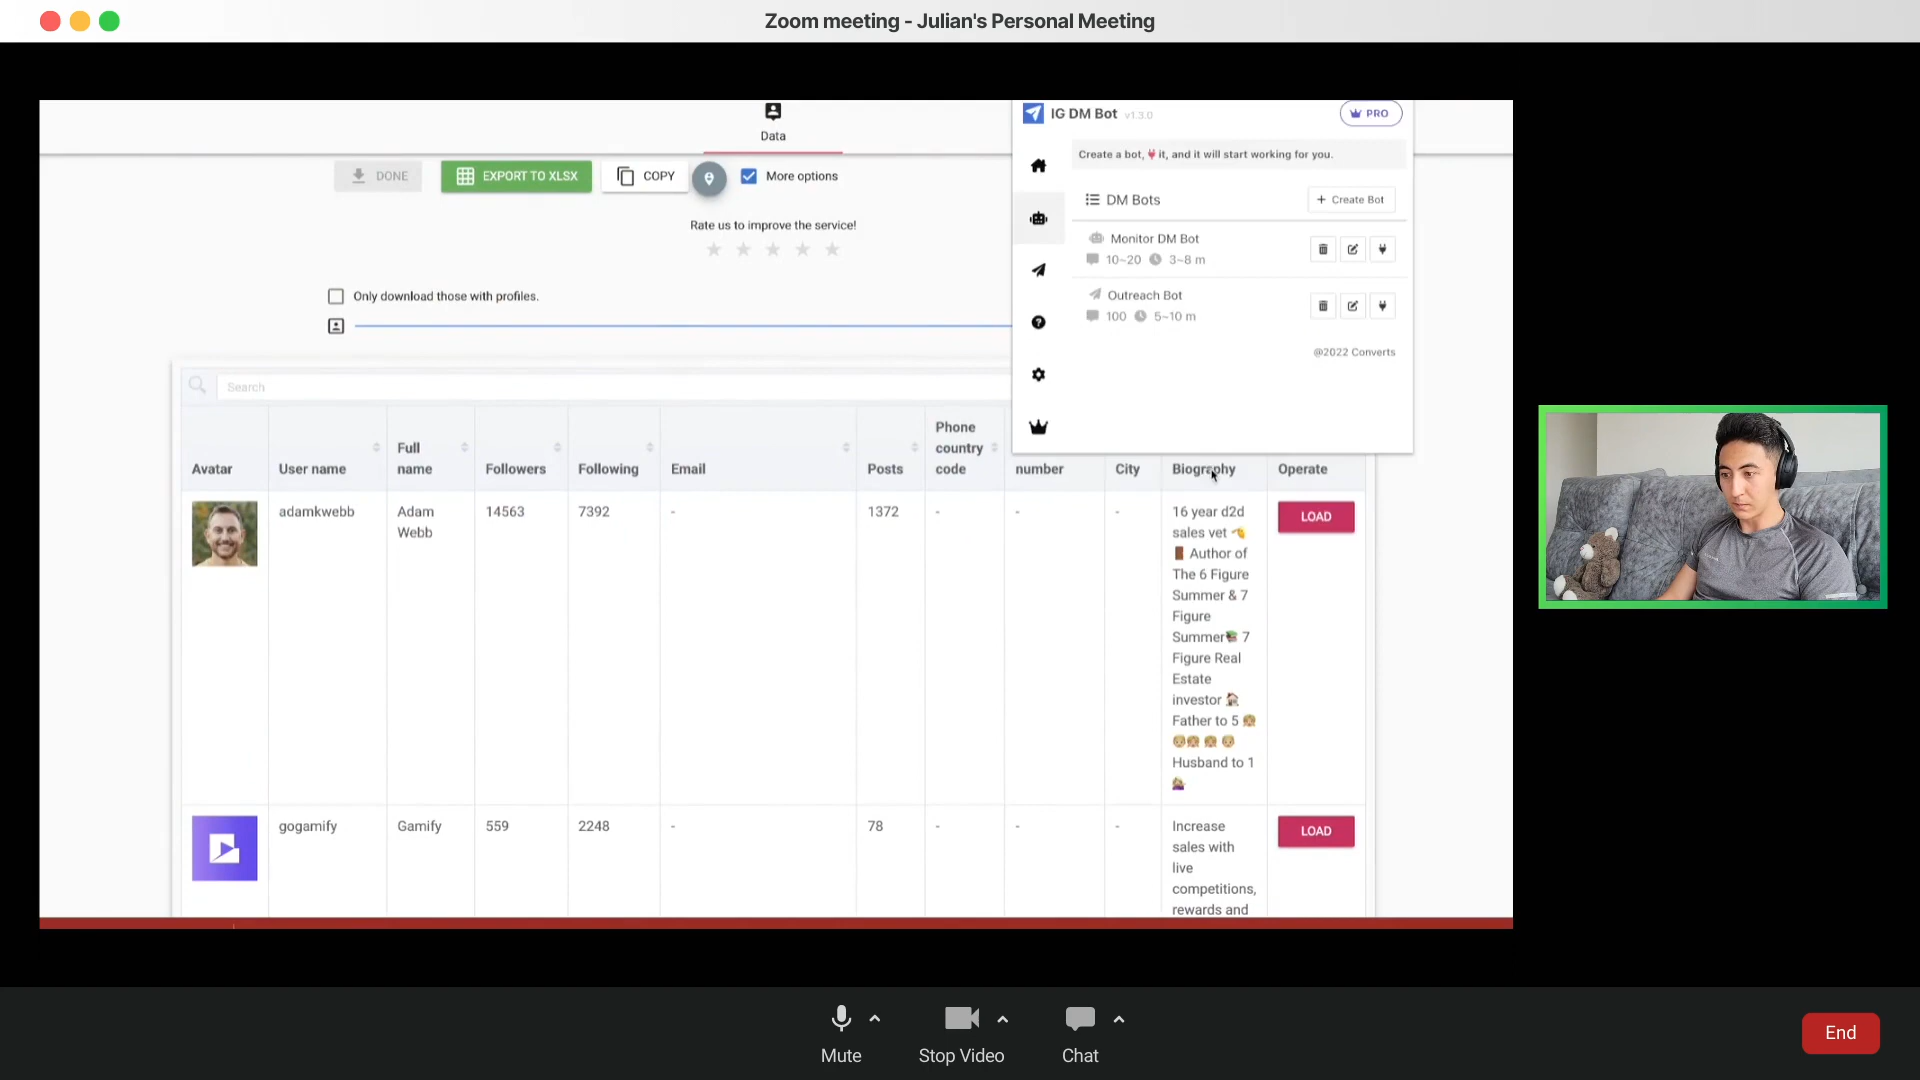 Zoom meeting - Julian's Personal Meeting
Data
DONE
EXPORT TO XLSX
COPY
More options
Rate us to improve the service!
Only download those with profiles.
IG DM Bot v1.3.0
PRO
Create a bot, it, and it will start working for you.
DM Bots
+ Create Bot
Monitor DM Bot
10~20 3~8 m
Outreach Bot
100 5~10 m
@2022 Converts
Search
Avatar
User name
Full
name
Followers
Following
Email
Posts
Phone
country
code
number
City
Biography
Operate
adamkwebb
Adam
Webb
14563
7392
-
1372
-
-
-
16 year d2d
sales vet
Author of
The 6 Figure
Summer & 7
Figure
Summer 7
Figure Real
Estate
investor
Father to 5
Husband to 1
LOAD
gogamify
Gamify
559
2248
-
78
-
-
-
Increase
sales with
live
competitions,
rewards and
LOAD
Mute
Stop Video
Chat
End